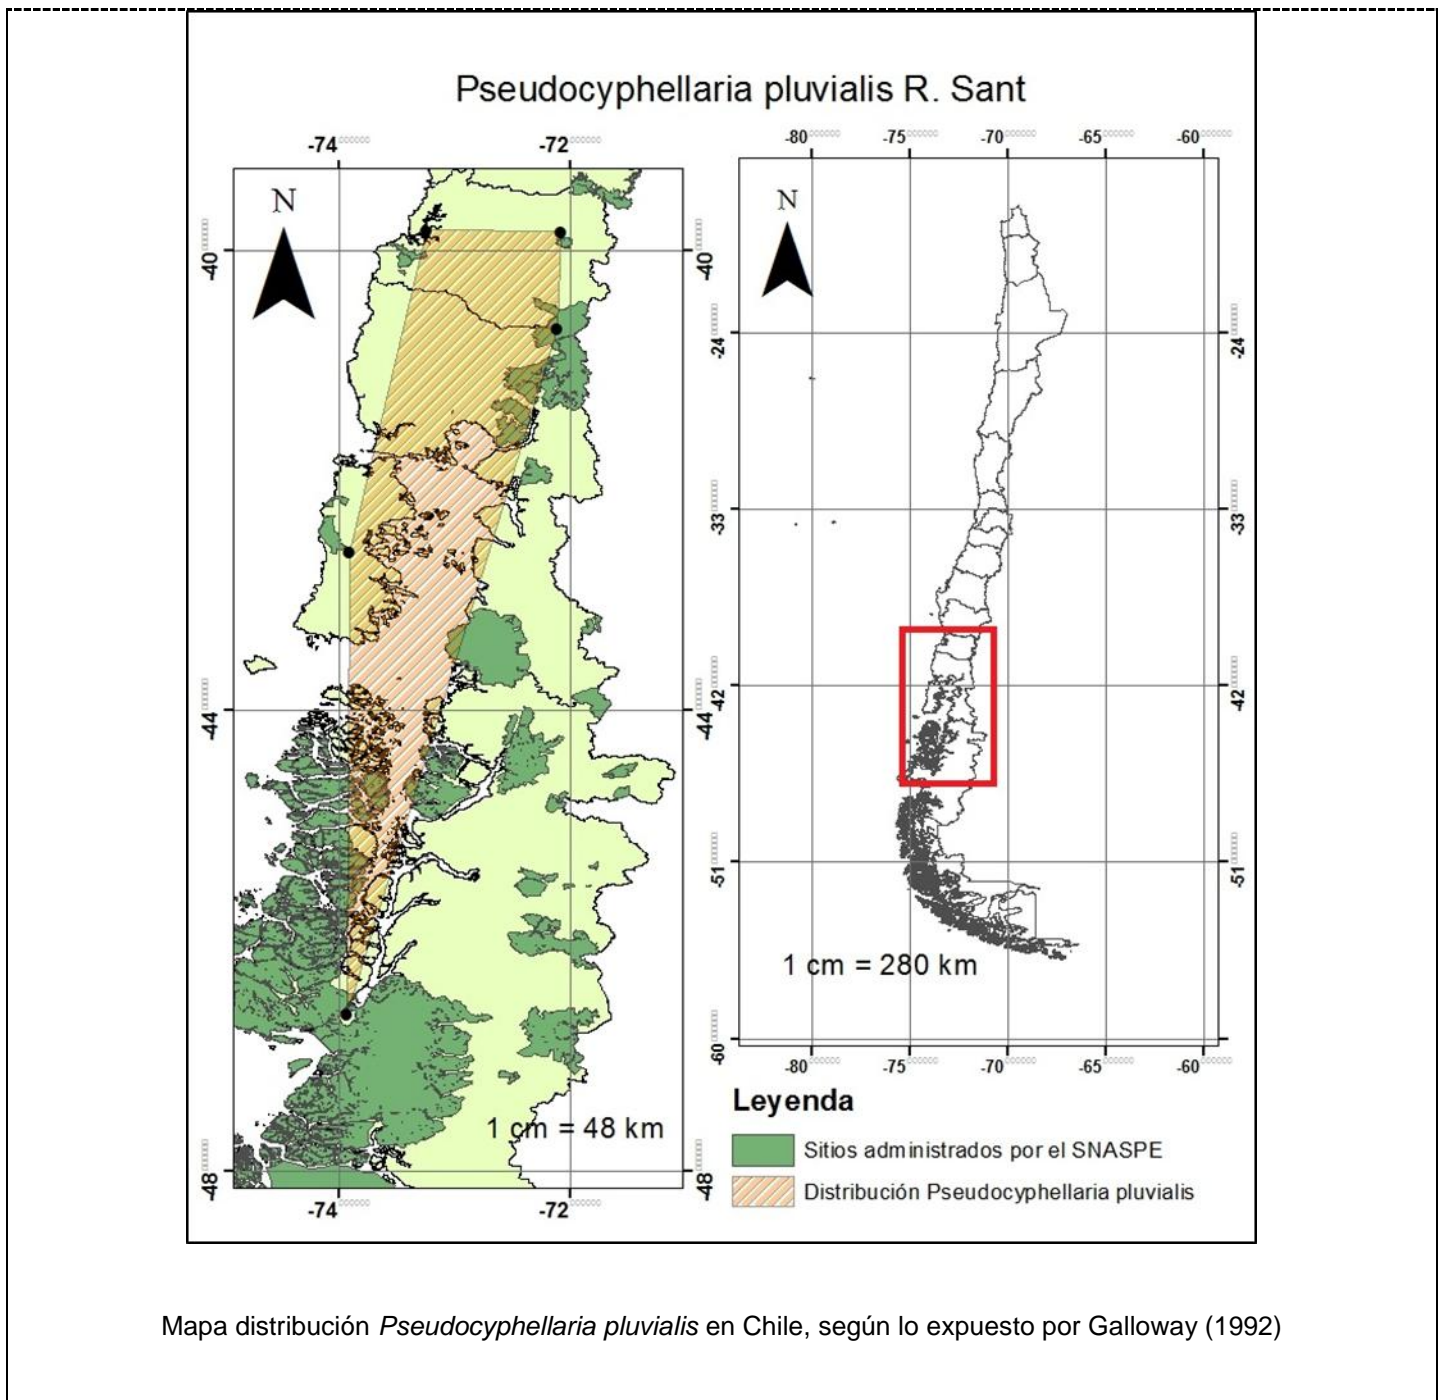 Pseudocyphellaria pluvialis R. Sant
-74 -72
N
-40 -40
-44 -44
-48 -48
1 cm = 48 km
-74 -72
-80 -75 -70 -65 -60
N
-24 -24
-33 -33
-42 -42
-51 -51
1 cm = 280 km
-60
-80 -75 -70 -65 -60
Leyenda
Sitios administrados por el SNASPE
Distribución Pseudocyphellaria pluvialis
Mapa distribución Pseudocyphellaria pluvialis en Chile, según lo expuesto por Galloway (1992)